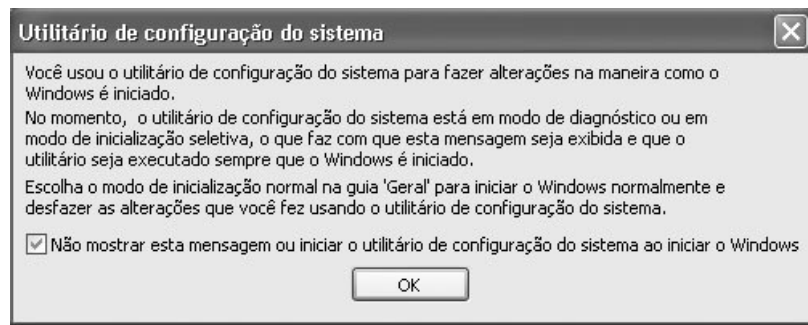 Utilitário de configuração do sistema
Você usou o utilitário de configuração do sistema para fazer alterações na maneira como o
Windows é iniciado.
No momento, o utilitário de configuração do sistema está em modo de diagnóstico ou em
modo de inicialização seletiva, o que faz com que esta mensagem seja exibida e que o
utilitário seja executado sempre que o Windows é iniciado.
Escolha o modo de inicialização normal na guia 'Geral' para iniciar o Windows normalmente e
desfazer as alterações que você fez usando o utilitário de configuração do sistema.
Não mostrar esta mensagem ou iniciar o utilitário de configuração do sistema ao iniciar o Windows
OK